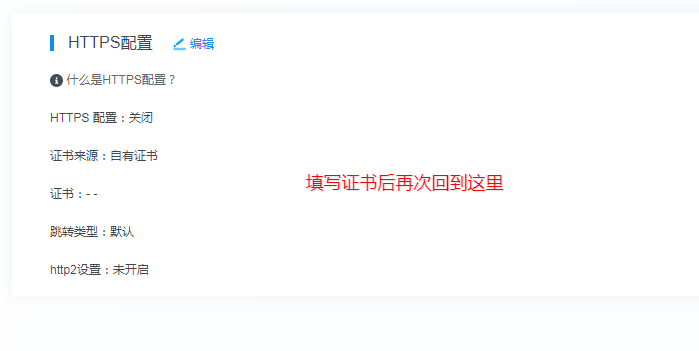 HTTPS配置 编辑
什么是HTTPS配置？
HTTPS 配置：关闭
证书来源：自有证书
填写证书后再次回到这里
证书：- -
跳转类型：默认
http2设置：未开启